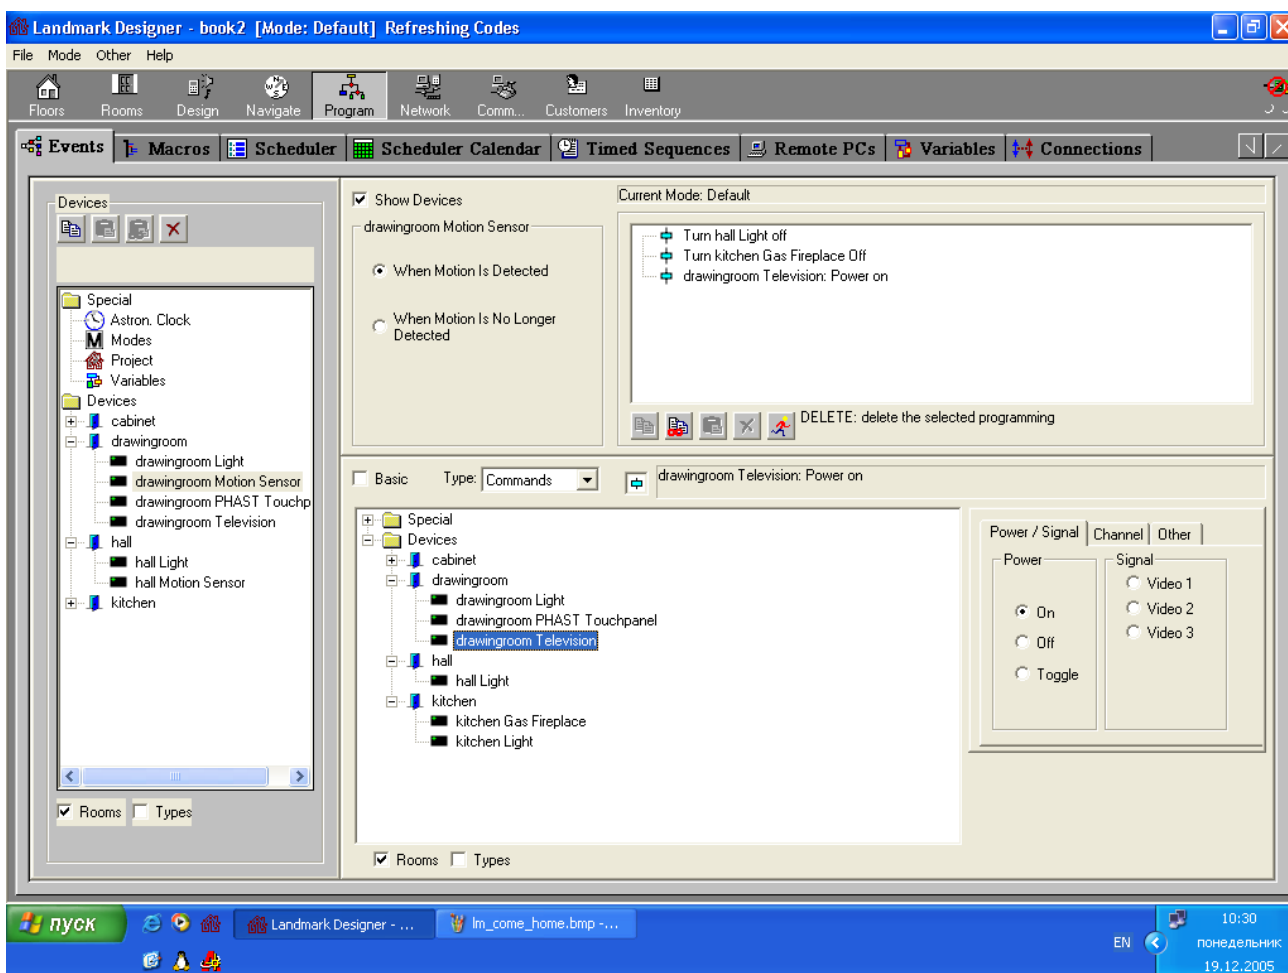 Landmark Designer - book2 [Mode: Default] Refreshing Codes
File Mode Other Help
Floors Rooms Design Navigate Program Network Comm... Customers Inventory
Events Macros Scheduler Scheduler Calendar Timed Sequences Remote PCs Variables Connections
Devices
Special
Astron. Clock
M Modes
Project
Variables
Devices
cabinet
drawingroom
drawingroom Light
drawingroom Motion Sensor
drawingroom PHAST Touchp
drawingroom Television
hall
hall Light
hall Motion Sensor
kitchen
Rooms Types
Show Devices
drawingroom Motion Sensor
When Motion Is Detected
When Motion Is No Longer
Detected
Current Mode: Default
Turn hall Light off
Turn kitchen Gas Fireplace Off
drawingroom Television: Power on
DELETE: delete the selected programming
Basic Type: Commands drawingroom Television: Power on
Special
Devices
cabinet
drawingroom
drawingroom Light
drawingroom PHAST Touchpanel
drawingroom Television
hall
hall Light
kitchen
kitchen Gas Fireplace
kitchen Light
Rooms Types
Power / Signal Channel Other
Power
On
Off
Toggle
Signal
Video 1
Video 2
Video 3
пуск Landmark Designer - ... lm_come_home.bmp -...
EN
10:30
понедельник
19.12.2005